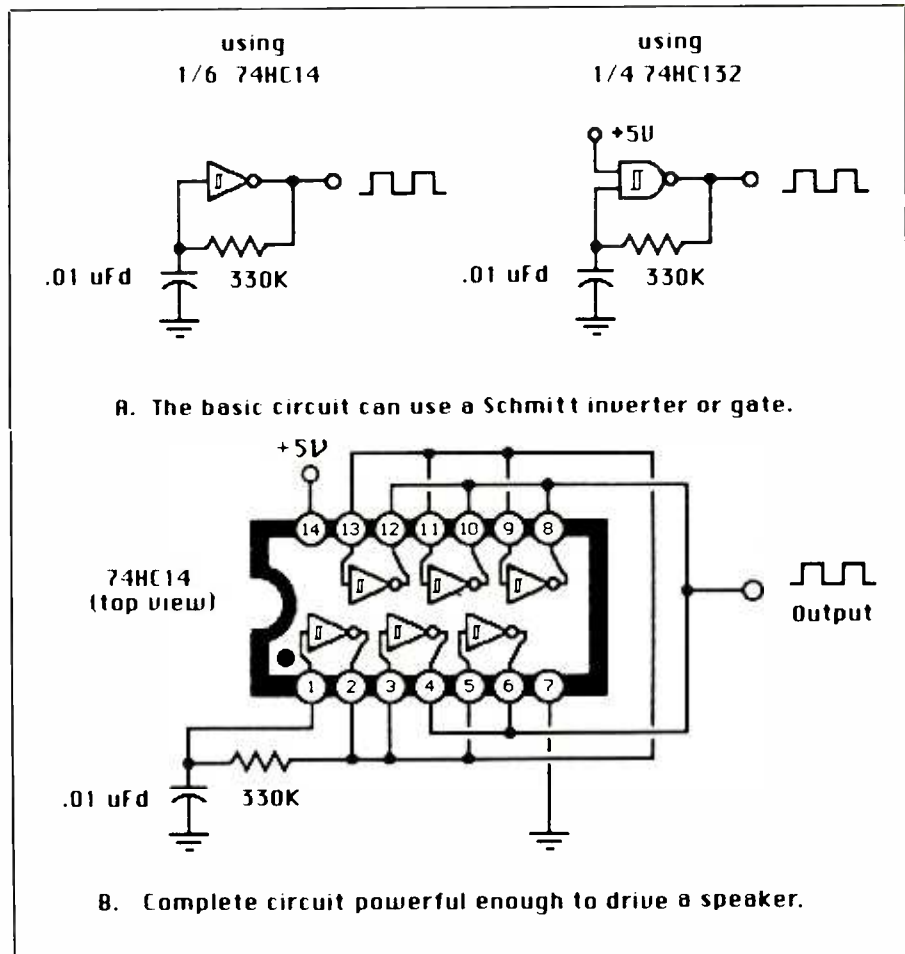 using
1/6 74HC14
using
1/4 74HC132
+5V
.01 uFd
330K
.01 uFd
330K
A. The basic circuit can use a Schmitt inverter or gate.
+5V
14 13 12 11 10 9 8
74HC14
(top view)
Output
1 2 3 4 5 6 7
.01 uFd
330K
B. Complete circuit powerful enough to drive a speaker.